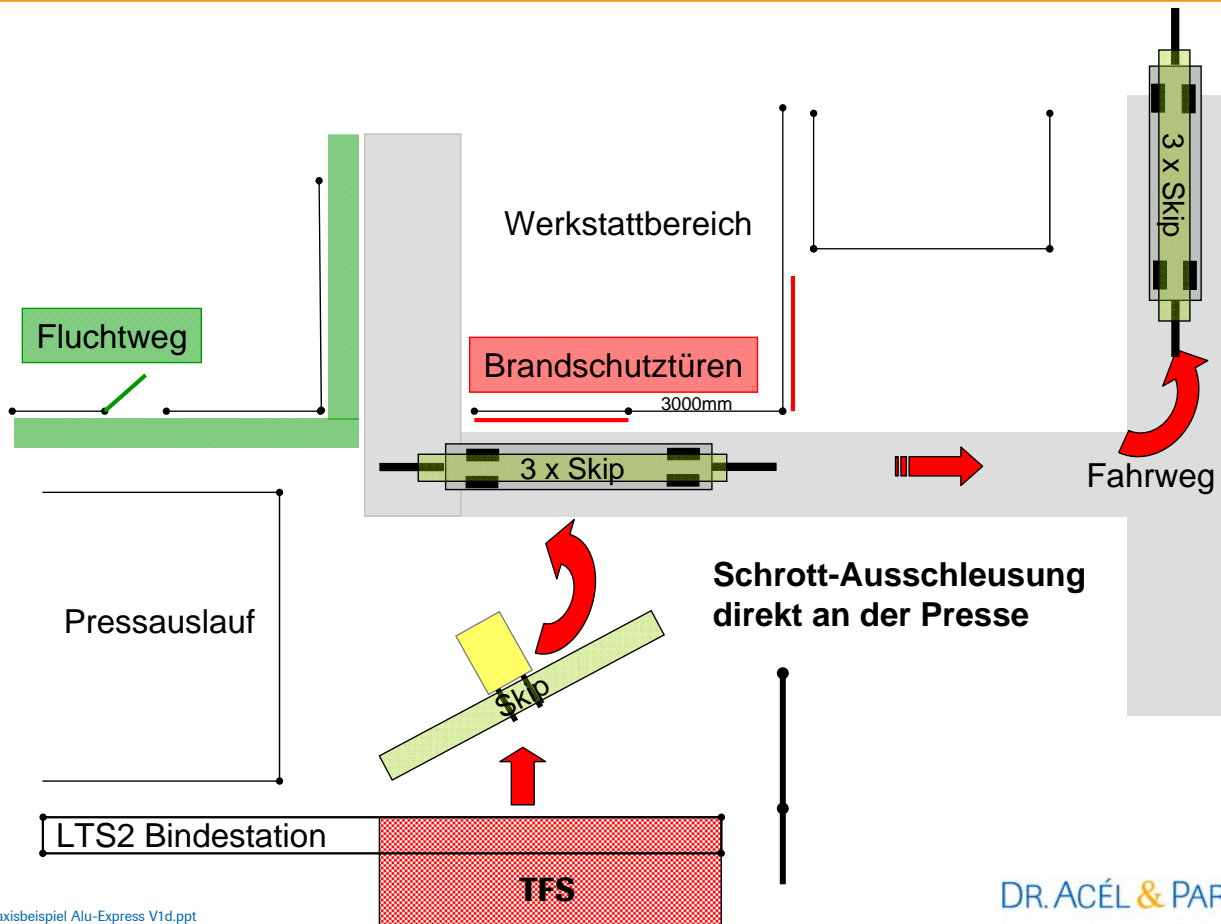 3 x Skip
Werkstattbereich
Fluchtweg
Brandschutztüren
3000mm
3 x Skip
Fahrweg
Schrott-Ausschleusung
direkt an der Presse
Pressauslauf
Skip
LTS2 Bindestation
TFS
axisbeispiel Alu-Express V1d.ppt
DR. ACÉL & PAR